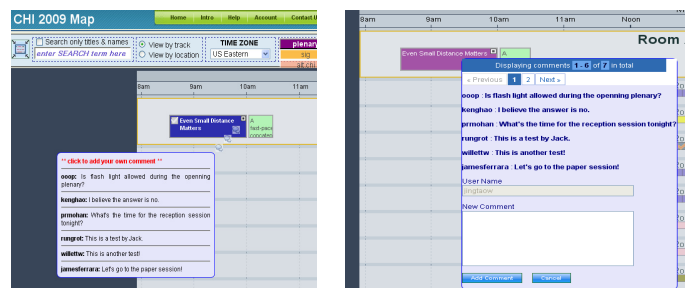 CHI 2009 Map
Home Intro Help Account Contact U
Search only titles & names
enter SEARCH term here
View by track
View by location
TIME ZONE
US Eastern
plenary
sig
alt.chi
8am 9am 10am 11am
Even Small Distance Matters
A
fast-pac
concates
** click to add your own comment **
ooop: Is flash light allowed during the openning plenary?
kenghao: I believe the answer is no.
prmohan: What's the time for the reception session tonight?
rungrot: This is a test by Jack.
willettw: This is another test!
jamesferrara: Let's go to the paper session!
8am 9am 10am 11am Noon
Room
Even Small Distance Matters
A
Displaying comments 1 - 6 of 7 in total
« Previous 1 2 Next »
ooop : Is flash light allowed during the openning plenary?
kenghao : I believe the answer is no.
prmohan : What's the time for the reception session tonight?
rungrot : This is a test by Jack.
willettw : This is another test!
jamesferrara : Let's go to the paper session!
User Name
jingtaow
New Comment
Add Comment Cancel